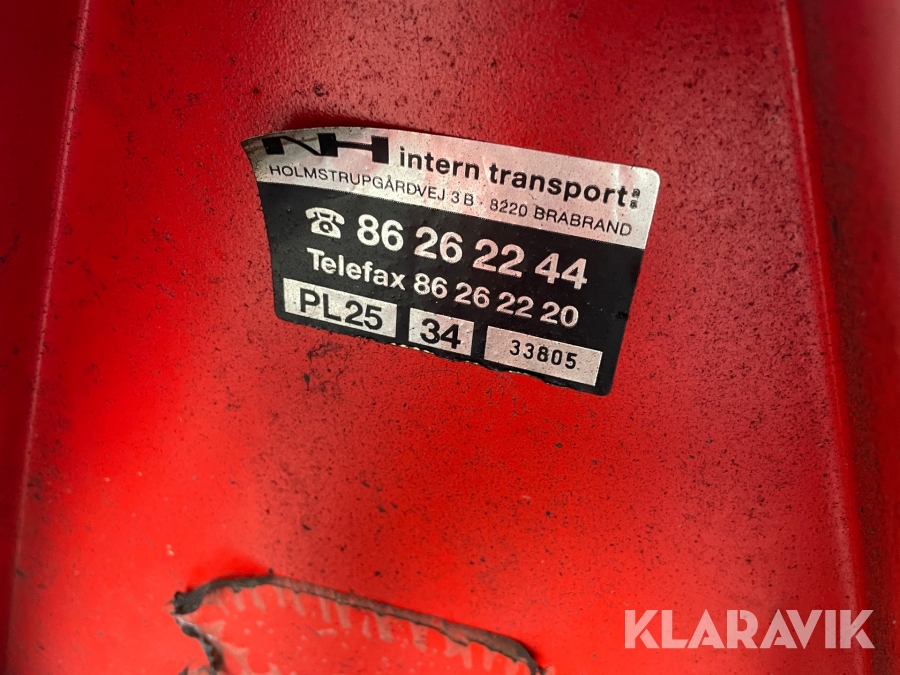 NH intern transport a/s
HOLMSTRUPGÅRDVEJ 3B - 8220 BRABRAND
☎ 86 26 22 44
Telefax 86 26 22 20
PL25 34 33805
KLARAVIK